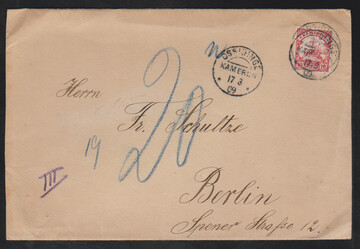 KAMERUN
17 3
09
Herrn
Fr. Schultze
19
20
III
Berlin
Spener Straße 12.